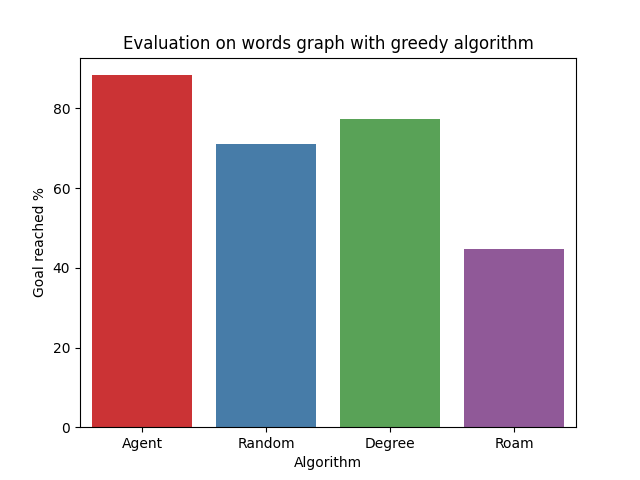 Evaluation on words graph with greedy algorithm
Goal reached %
80
60
40
20
0
Agent Random Degree Roam
Algorithm